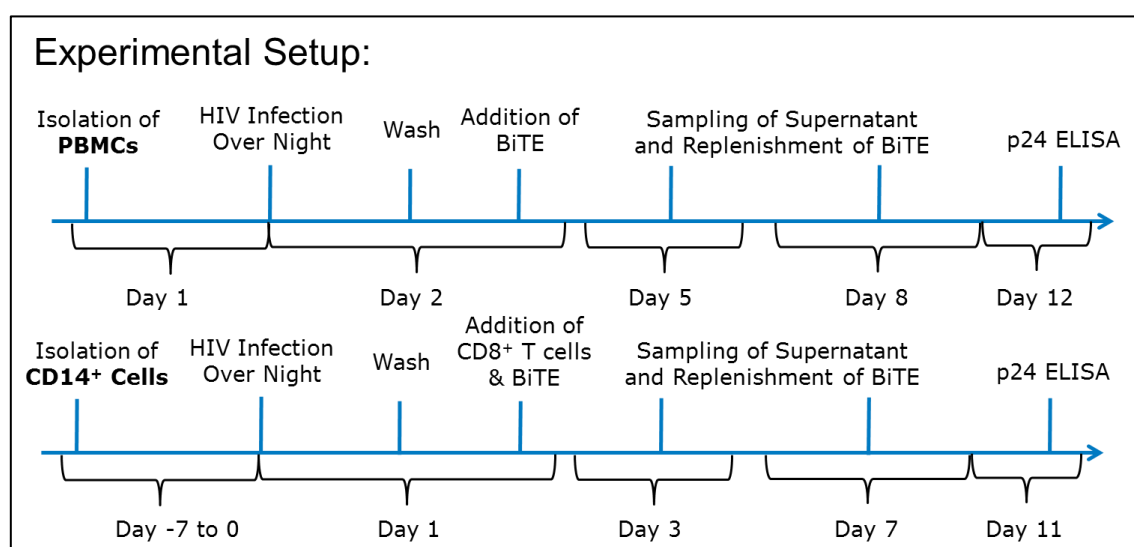 Experimental Setup:
Isolation of
PBMCs
HIV Infection
Over Night
Wash
Addition of
BiTE
Sampling of Supernatant
and Replenishment of BiTE
p24 ELISA
Day 1
Day 2
Day 5
Day 8
Day 12
Isolation of
CD14⁺ Cells
HIV Infection
Over Night
Wash
Addition of
CD8⁺ T cells
& BiTE
Sampling of Supernatant
and Replenishment of BiTE
p24 ELISA
Day -7 to 0
Day 1
Day 3
Day 7
Day 11